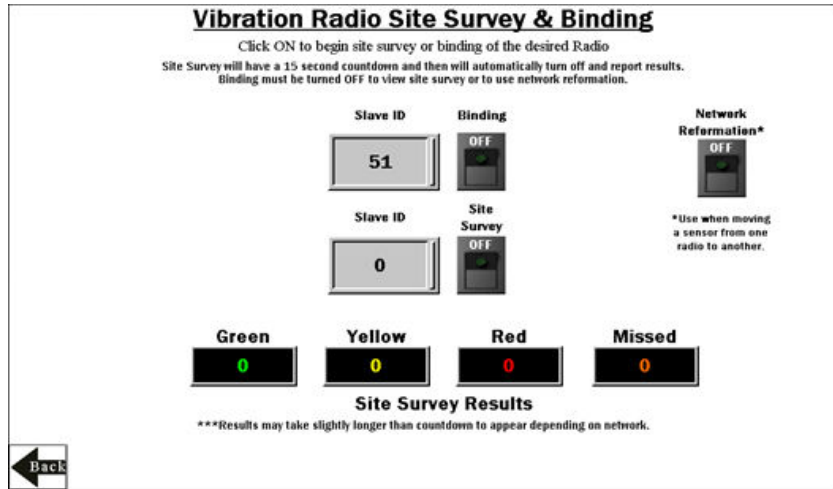 Vibration Radio Site Survey & Binding
Click ON to begin site survey or binding of the desired Radio
Site Survey will have a 15 second countdown and then will automatically turn off and report results.
Binding must be turned OFF to view site survey or to use network reformation.
Slave ID
Binding
51
OFF
Network
Reformation*
OFF
*Use when moving
a sensor from one
radio to another.
Slave ID
Site
Survey
0
OFF
Green
Yellow
Red
Missed
0
0
0
0
Site Survey Results
***Results may take slightly longer than countdown to appear depending on network.
Back